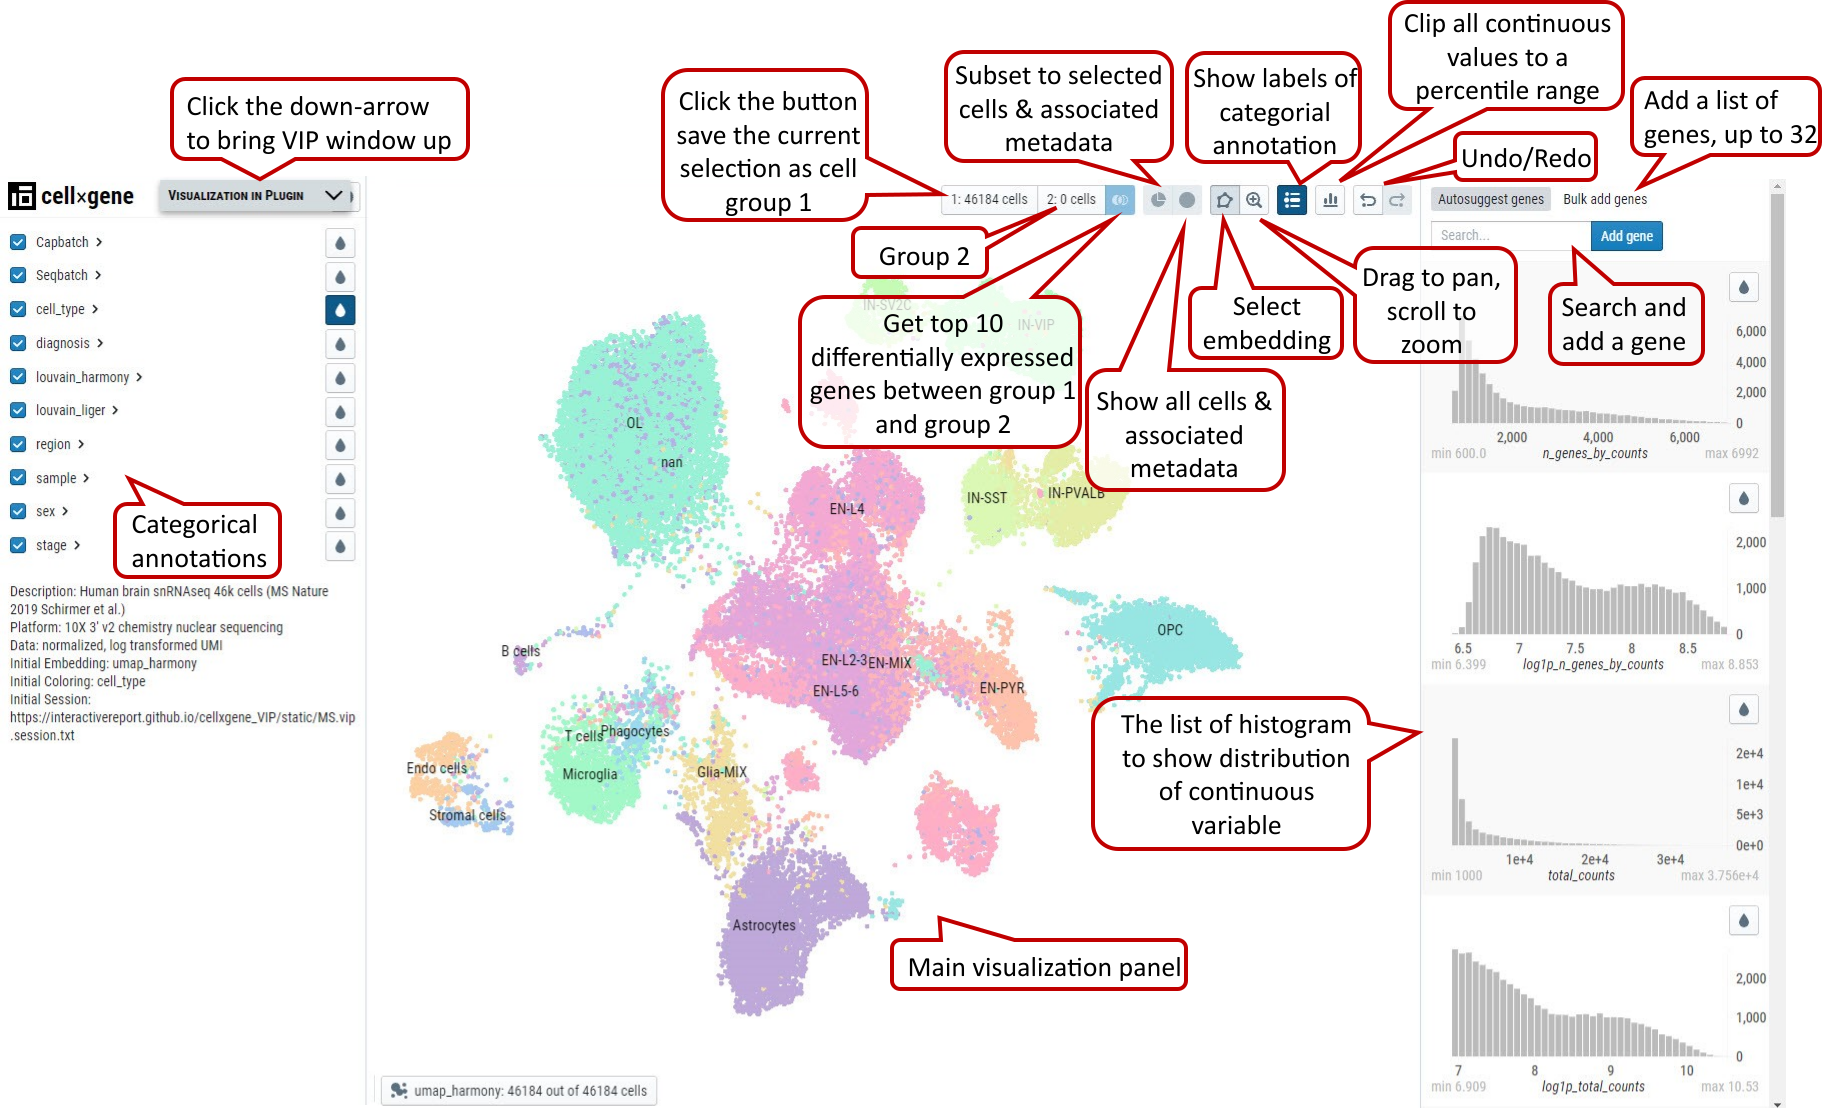 Click the down-arrow
to bring VIP window up
Click the button
save the current
selection as cell
group 1
Subset to selected
cells & associated
metadata
Show labels of
categorial
annotation
Clip all continuous
values to a
percentile range
Add a list of
genes, up to 32
Undo/Redo
cell×gene
VISUALIZATION IN PLUGIN
1: 46184 cells
2: 0 cells
Autosuggest genes
Bulk add genes
Search...
Add gene
Group 2
Get top 10
differentially expressed
genes between group 1
and group 2
Show all cells &
associated
metadata
Select
embedding
Drag to pan,
scroll to
zoom
Search and
add a gene
Capbatch
Seqbatch
cell_type
diagnosis
louvain_harmony
louvain_liger
region
sample
sex
stage
Categorical
annotations
Description: Human brain snRNAseq 46k cells (MS Nature
2019 Schirmer et al.)
Platform: 10X 3' v2 chemistry nuclear sequencing
Data: normalized, log transformed UMI
Initial Embedding: umap_harmony
Initial Coloring: cell_type
Initial Session:
https://interactivereport.github.io/cellxgene_VIP/static/MS.vip
.session.txt
IN-SV2C
IN-VIP
OL
nan
EN-L4
IN-SST
IN-PVALB
OPC
B cells
EN-L2-3
EN-MIX
EN-L5-6
EN-PYR
T cells
Phagocytes
Microglia
Glia-MIX
Endo cells
Stromal cells
Astrocytes
The list of histogram
to show distribution
of continuous
variable
Main visualization panel
umap_harmony: 46184 out of 46184 cells
6,000
4,000
2,000
0
2,000 4,000 6,000
min 600.0 n_genes_by_counts max 6992
2,000
1,000
0
6.5 7 7.5 8 8.5
min 6.399 log1p_n_genes_by_counts max 8.853
2e+4
1e+4
5e+3
0e+0
1e+4 2e+4 3e+4
min 1000 total_counts max 3.756e+4
2,000
1,000
0
7 8 9 10
min 6.909 log1p_total_counts max 10.53